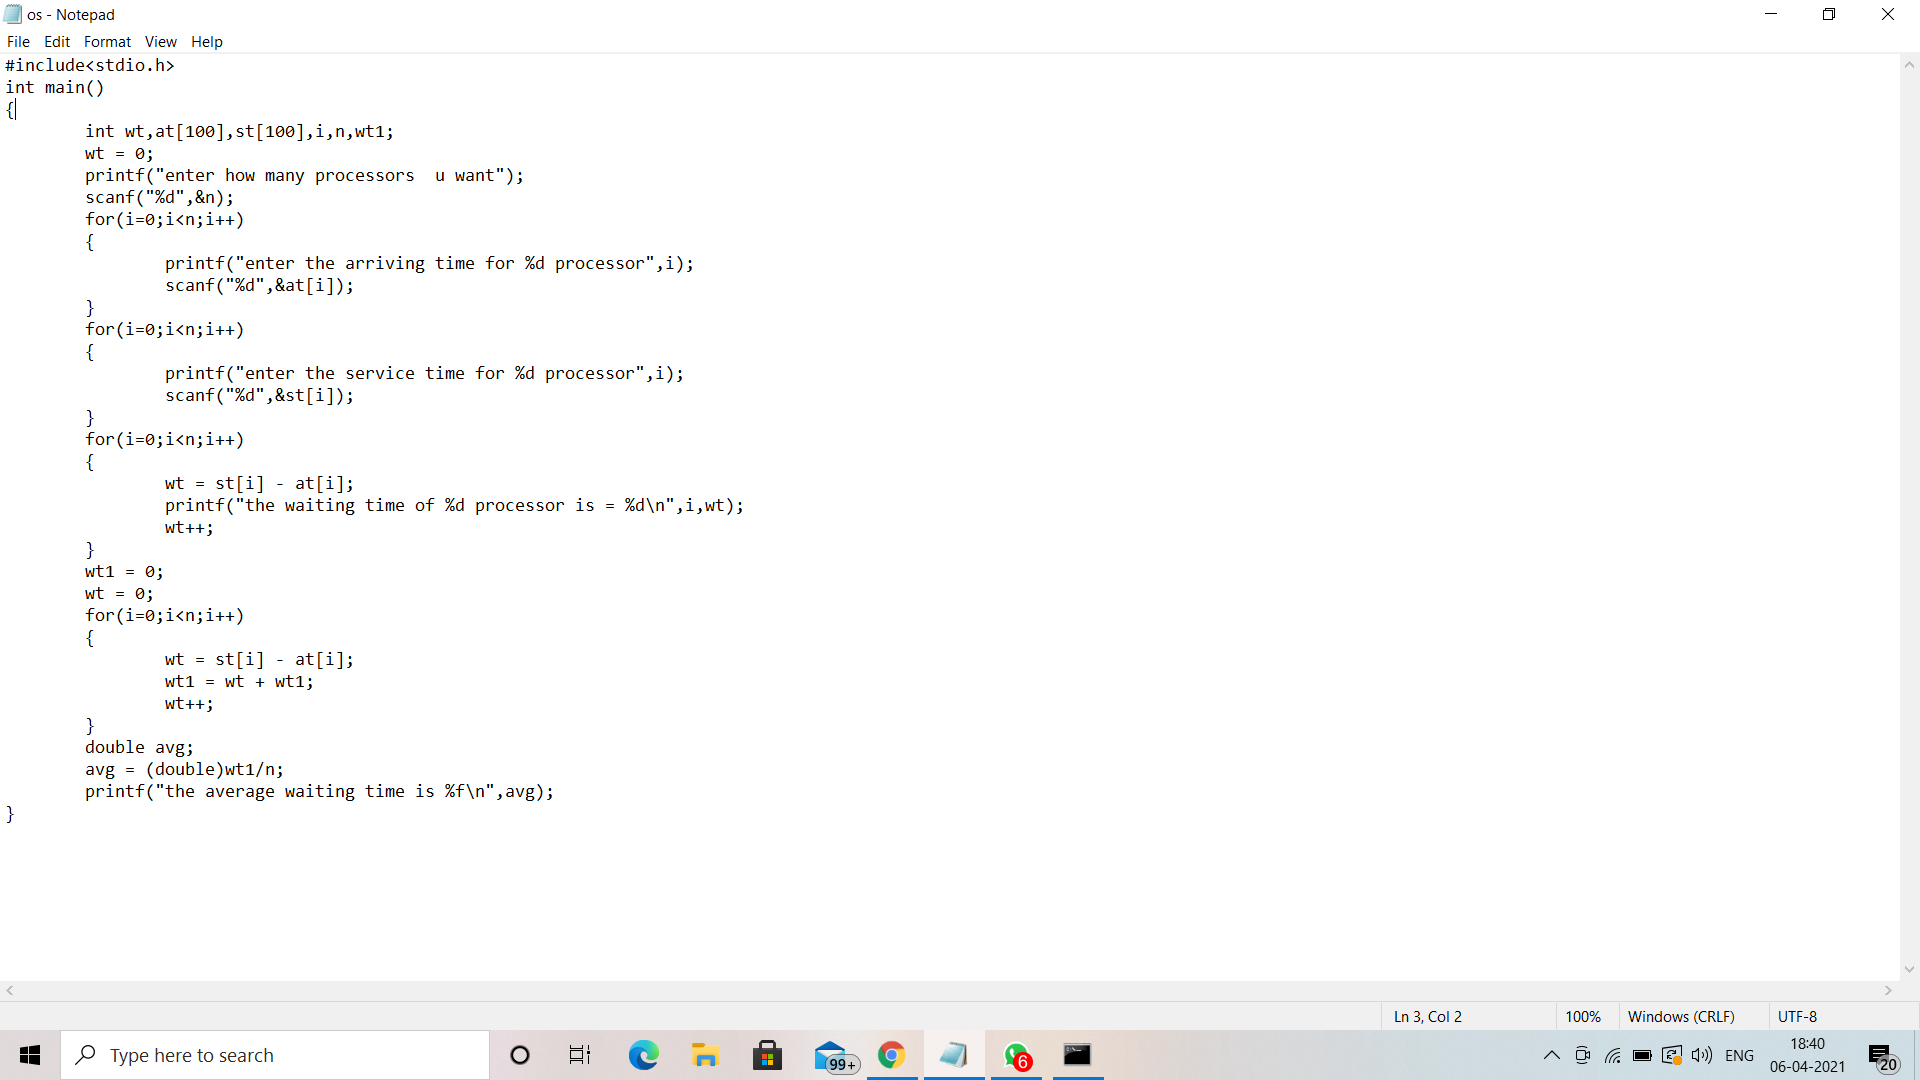 os - Notepad
File Edit Format View Help
#include<stdio.h>
int main()
{
        int wt,at[100],st[100],i,n,wt1;
        wt = 0;
        printf("enter how many processors  u want");
        scanf("%d",&n);
        for(i=0;i<n;i++)
        {
                printf("enter the arriving time for %d processor",i);
                scanf("%d",&at[i]);
        }
        for(i=0;i<n;i++)
        {
                printf("enter the service time for %d processor",i);
                scanf("%d",&st[i]);
        }
        for(i=0;i<n;i++)
        {
                wt = st[i] - at[i];
                printf("the waiting time of %d processor is = %d\n",i,wt);
                wt++;
        }
        wt1 = 0;
        wt = 0;
        for(i=0;i<n;i++)
        {
                wt = st[i] - at[i];
                wt1 = wt + wt1;
                wt++;
        }
        double avg;
        avg = (double)wt1/n;
        printf("the average waiting time is %f\n",avg);
}
Ln 3, Col 2 100% Windows (CRLF) UTF-8
Type here to search 99+ 6 ENG 18:40
06-04-2021 20